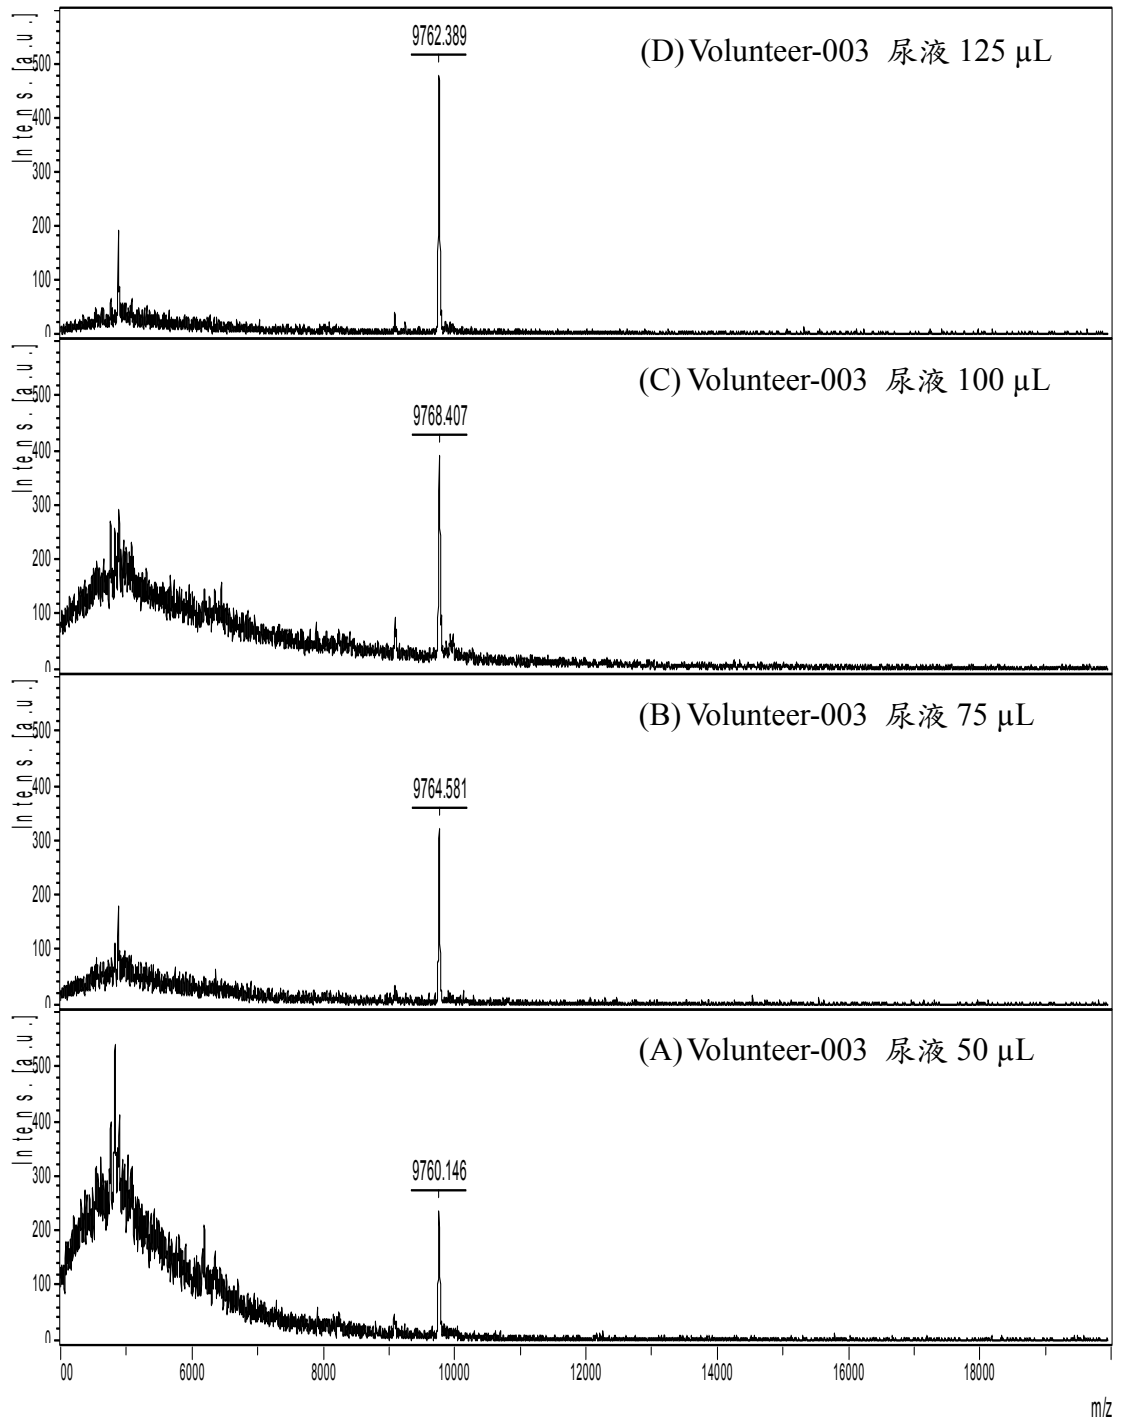 9762.389
(D) Volunteer-003 尿液 125 µL
Intens. [a.u.]
500
400
300
200
100
0
9768.407
(C) Volunteer-003 尿液 100 µL
Intens. [a.u.]
500
400
300
200
100
0
9764.581
(B) Volunteer-003 尿液 75 µL
Intens. [a.u.]
500
400
300
200
100
0
9760.146
(A) Volunteer-003 尿液 50 µL
Intens. [a.u.]
500
400
300
200
100
0
00 6000 8000 10000 12000 14000 16000 18000
m/z